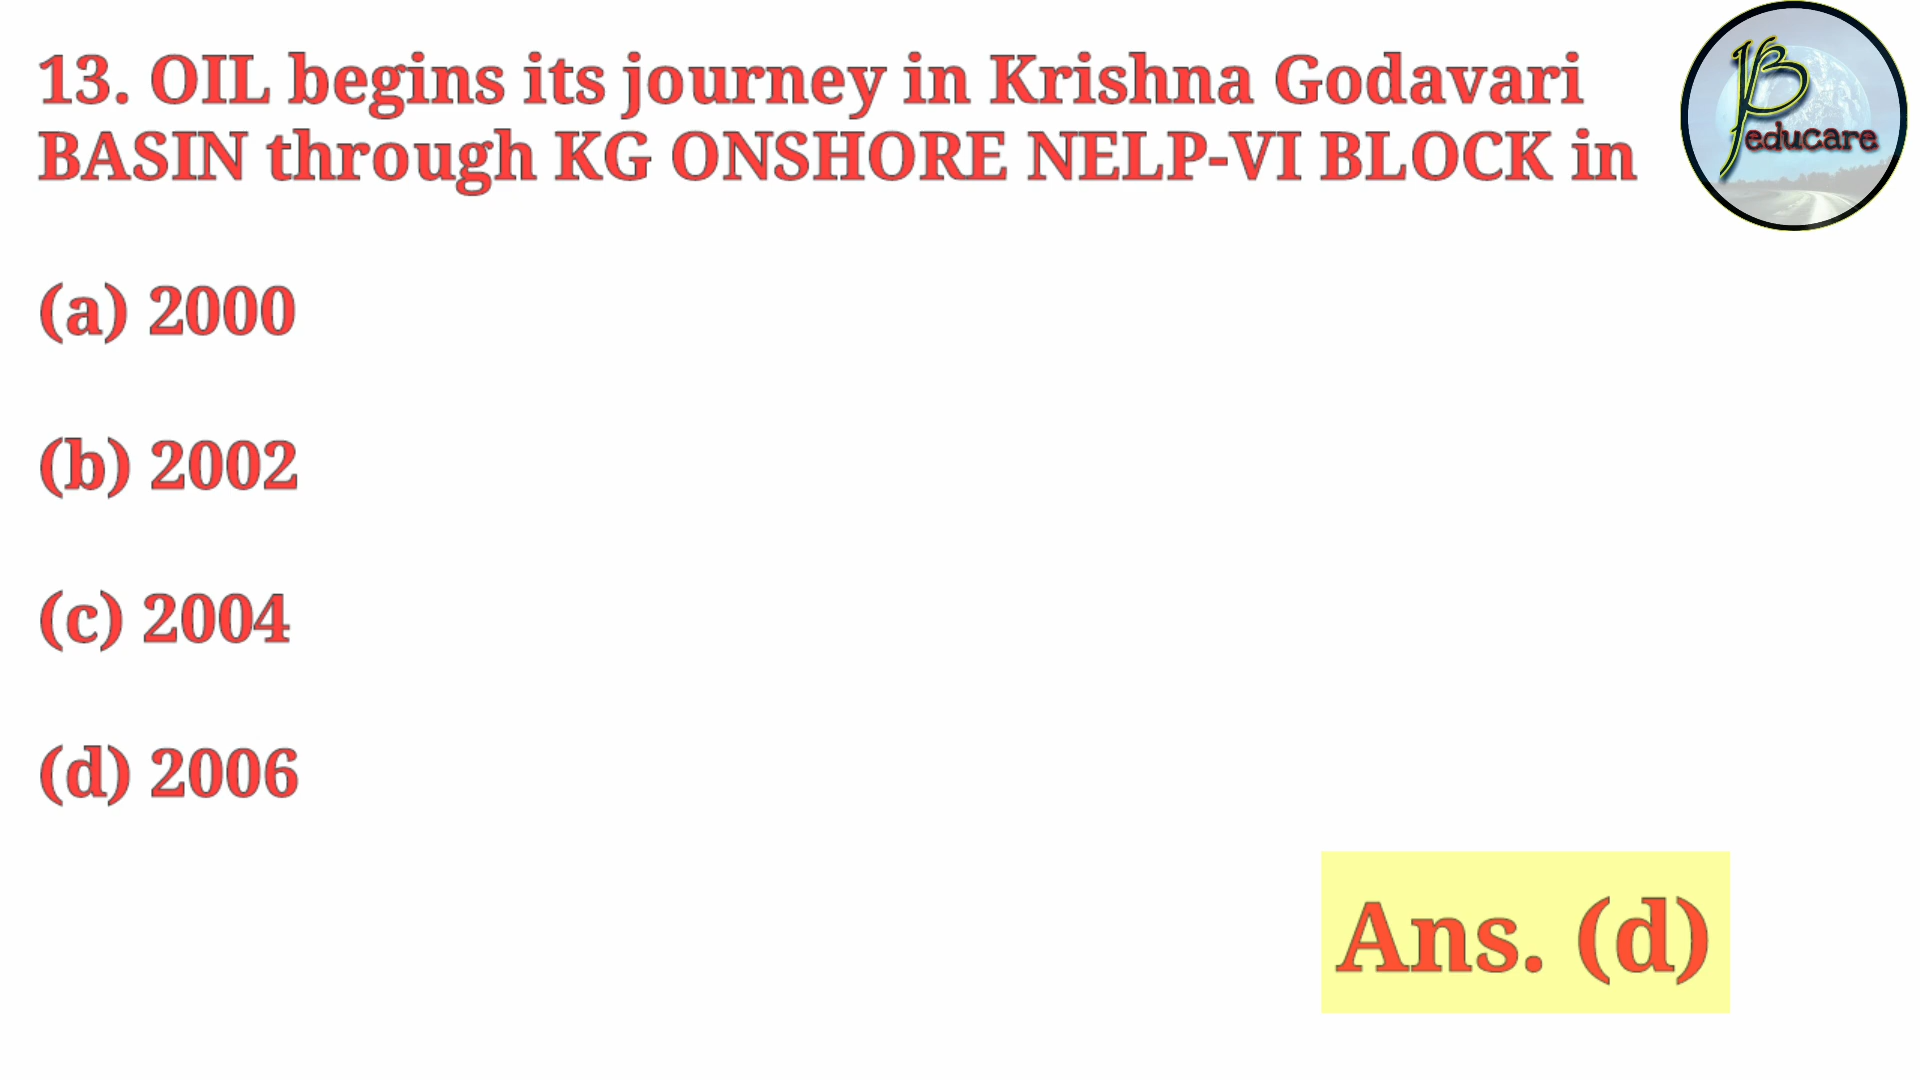 13. OIL begins its journey in Krishna Godavari
BASIN through KG ONSHORE NELP-VI BLOCK in
(a) 2000
(b) 2002
(c) 2004
(d) 2006
Ans. (d)
educare